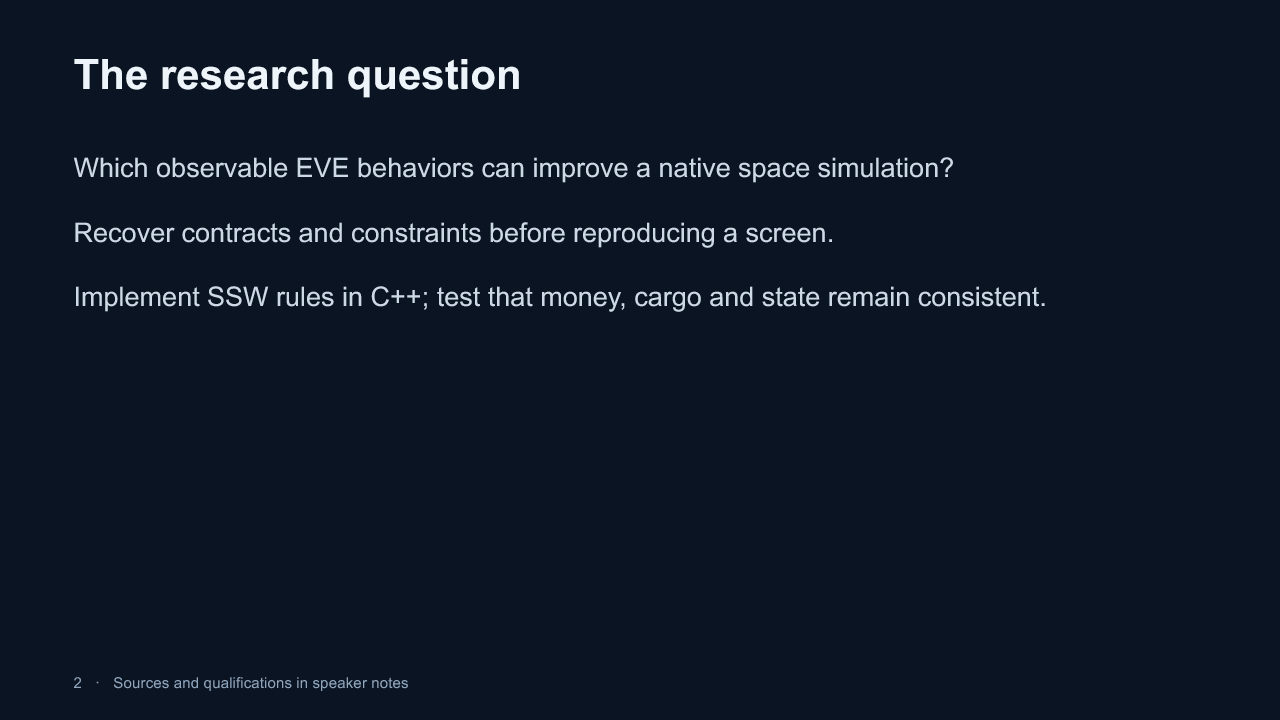 The research question
Which observable EVE behaviors can improve a native space simulation?
Recover contracts and constraints before reproducing a screen.
Implement SSW rules in C++; test that money, cargo and state remain consistent.
2 · Sources and qualifications in speaker notes